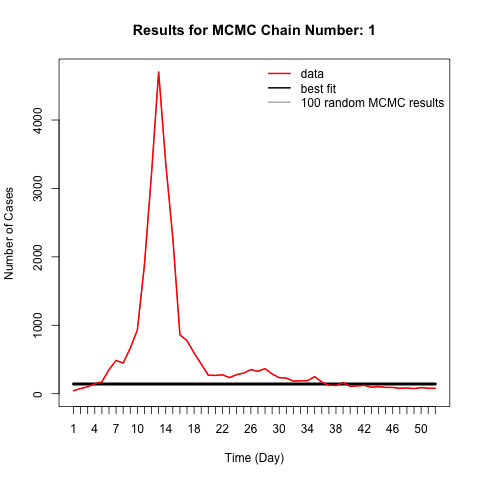 Results for MCMC Chain Number: 1
data
best fit
100 random MCMC results
Number of Cases
4000
3000
2000
1000
0
1 4 7 10 14 18 22 26 30 34 38 42 46 50
Time (Day)